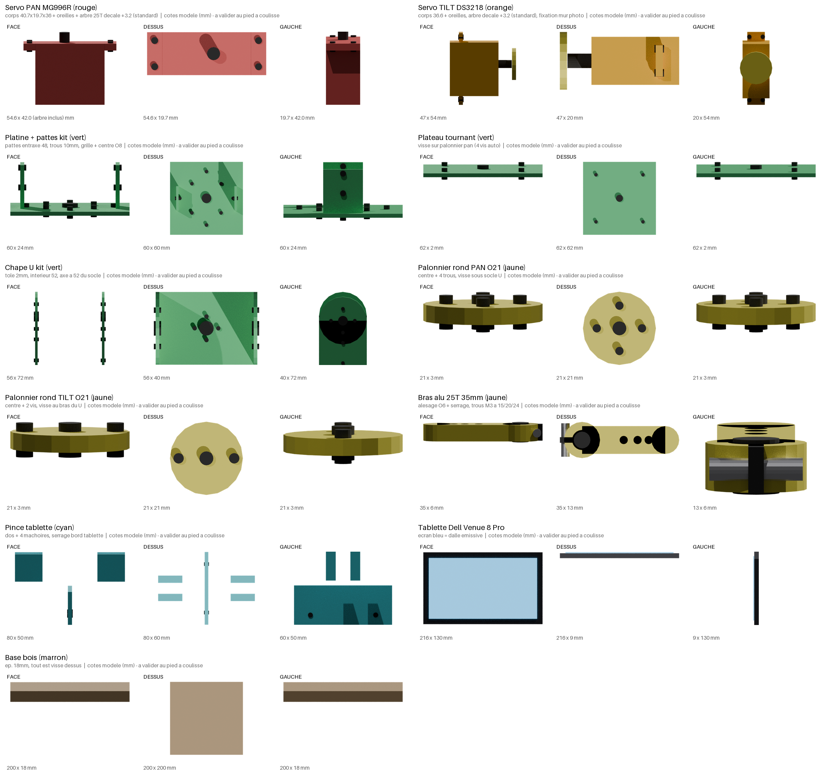 Servo PAN MG996R (rouge)
corps 40.7x19.7x36 + oreilles + arbre 25T decale +3.2 (standard) | cotes modele (mm) - a valider au pied a coulisse
FACE
DESSUS
GAUCHE
54.6 x 42.0 (arbre inclus) mm
54.6 x 19.7 mm
19.7 x 42.0 mm
Servo TILT DS3218 (orange)
corps 36.6 + oreilles, arbre decale +3.2 (standard), fixation mur photo | cotes modele (mm) - a valider au pied a coulisse
FACE
DESSUS
GAUCHE
47 x 54 mm
47 x 20 mm
20 x 54 mm
Platine + pattes kit (vert)
pattes entraxe 48, trous 10mm, grille + centre O8 | cotes modele (mm) - a valider au pied a coulisse
FACE
DESSUS
GAUCHE
60 x 24 mm
60 x 60 mm
60 x 24 mm
Plateau tournant (vert)
visse sur palonnier pan (4 vis auto) | cotes modele (mm) - a valider au pied a coulisse
FACE
DESSUS
GAUCHE
62 x 2 mm
62 x 62 mm
62 x 2 mm
Chape U kit (vert)
tole 2mm, interieur 52, axe a 52 du socle | cotes modele (mm) - a valider au pied a coulisse
FACE
DESSUS
GAUCHE
56 x 72 mm
56 x 40 mm
40 x 72 mm
Palonnier rond PAN O21 (jaune)
centre + 4 trous, visse sous socle U | cotes modele (mm) - a valider au pied a coulisse
FACE
DESSUS
GAUCHE
21 x 3 mm
21 x 21 mm
21 x 3 mm
Palonnier rond TILT O21 (jaune)
centre + 2 vis, visse au bras du U | cotes modele (mm) - a valider au pied a coulisse
FACE
DESSUS
GAUCHE
21 x 3 mm
21 x 21 mm
21 x 3 mm
Bras alu 25T 35mm (jaune)
alesage O6 + serrage, trous M3 a 15/20/24 | cotes modele (mm) - a valider au pied a coulisse
FACE
DESSUS
GAUCHE
35 x 6 mm
35 x 13 mm
13 x 6 mm
Pince tablette (cyan)
dos + 4 machoires, serrage bord tablette | cotes modele (mm) - a valider au pied a coulisse
FACE
DESSUS
GAUCHE
80 x 50 mm
80 x 60 mm
60 x 50 mm
Tablette Dell Venue 8 Pro
ecran bleu = dalle emissive | cotes modele (mm) - a valider au pied a coulisse
FACE
DESSUS
GAUCHE
216 x 130 mm
216 x 9 mm
9 x 130 mm
Base bois (marron)
ep. 18mm, tout est visse dessus | cotes modele (mm) - a valider au pied a coulisse
FACE
DESSUS
GAUCHE
200 x 18 mm
200 x 200 mm
200 x 18 mm